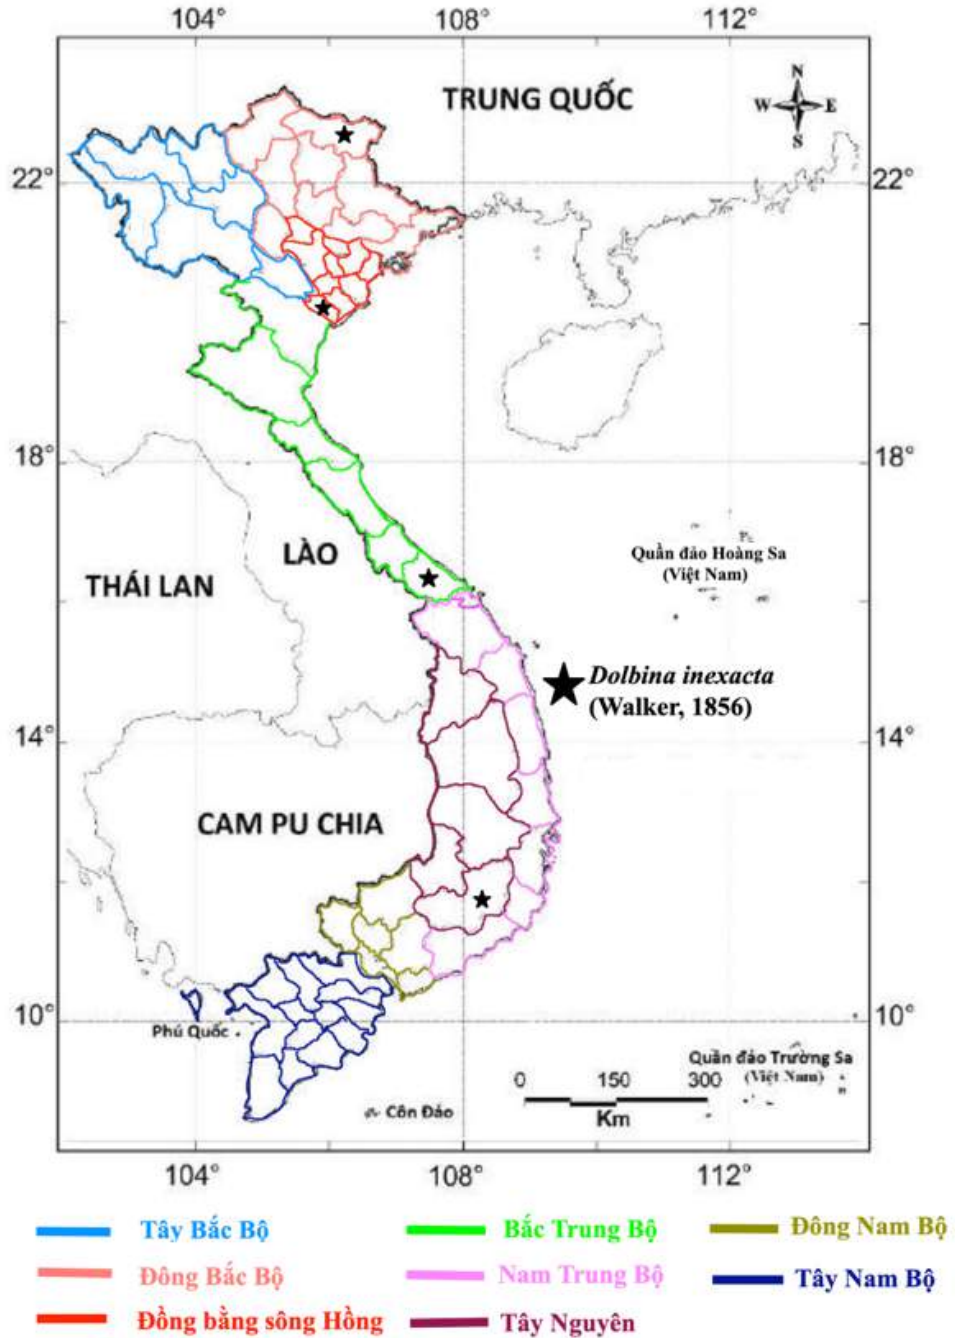 104° 108° 112°
TRUNG QUỐC
N
W E
S
22° 22°
18° 18°
LÀO
THÁI LAN
Quần đảo Hoàng Sa
(Việt Nam)
Dolbina inexacta
(Walker, 1856)
14° 14°
CAM PU CHIA
10° 10°
Phú Quốc
Quần đảo Trường Sa
(Việt Nam)
0 150 300
Km
Côn Đảo
104° 108° 112°
Tây Bắc Bộ Bắc Trung Bộ Đông Nam Bộ
Đông Bắc Bộ Nam Trung Bộ Tây Nam Bộ
Đồng bằng sông Hồng Tây Nguyên